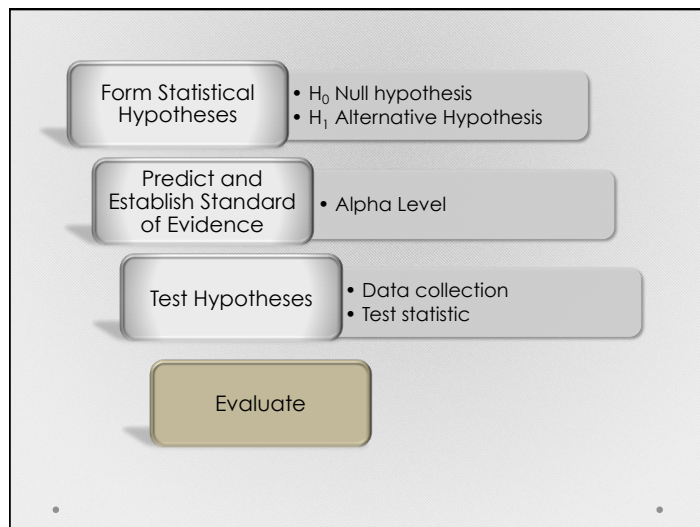 Form Statistical
Hypotheses
• H₀ Null hypothesis
• H₁ Alternative Hypothesis
Predict and
Establish Standard
of Evidence
• Alpha Level
Test Hypotheses
• Data collection
• Test statistic
Evaluate